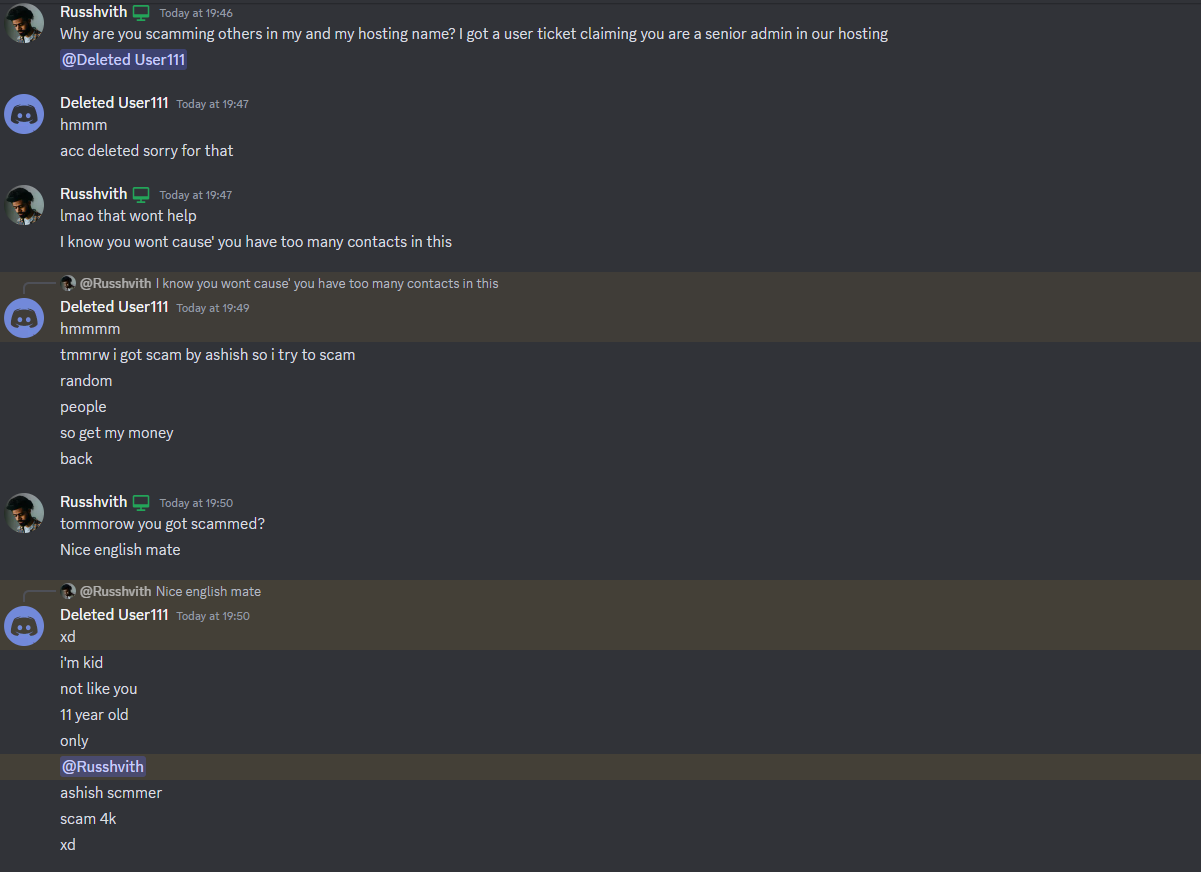 Russhvith Today at 19:46
Why are you scamming others in my and my hosting name? I got a user ticket claiming you are a senior admin in our hosting
@Deleted User111
Deleted User111 Today at 19:47
hmmm
acc deleted sorry for that
Russhvith Today at 19:47
lmao that wont help
I know you wont cause' you have too many contacts in this
@Russhvith I know you wont cause' you have too many contacts in this
Deleted User111 Today at 19:49
hmmmm
tmmrw i got scam by ashish so i try to scam
random
people
so get my money
back
Russhvith Today at 19:50
tommorow you got scammed?
Nice english mate
@Russhvith Nice english mate
Deleted User111 Today at 19:50
xd
i'm kid
not like you
11 year old
only
@Russhvith
ashish scmmer
scam 4k
xd